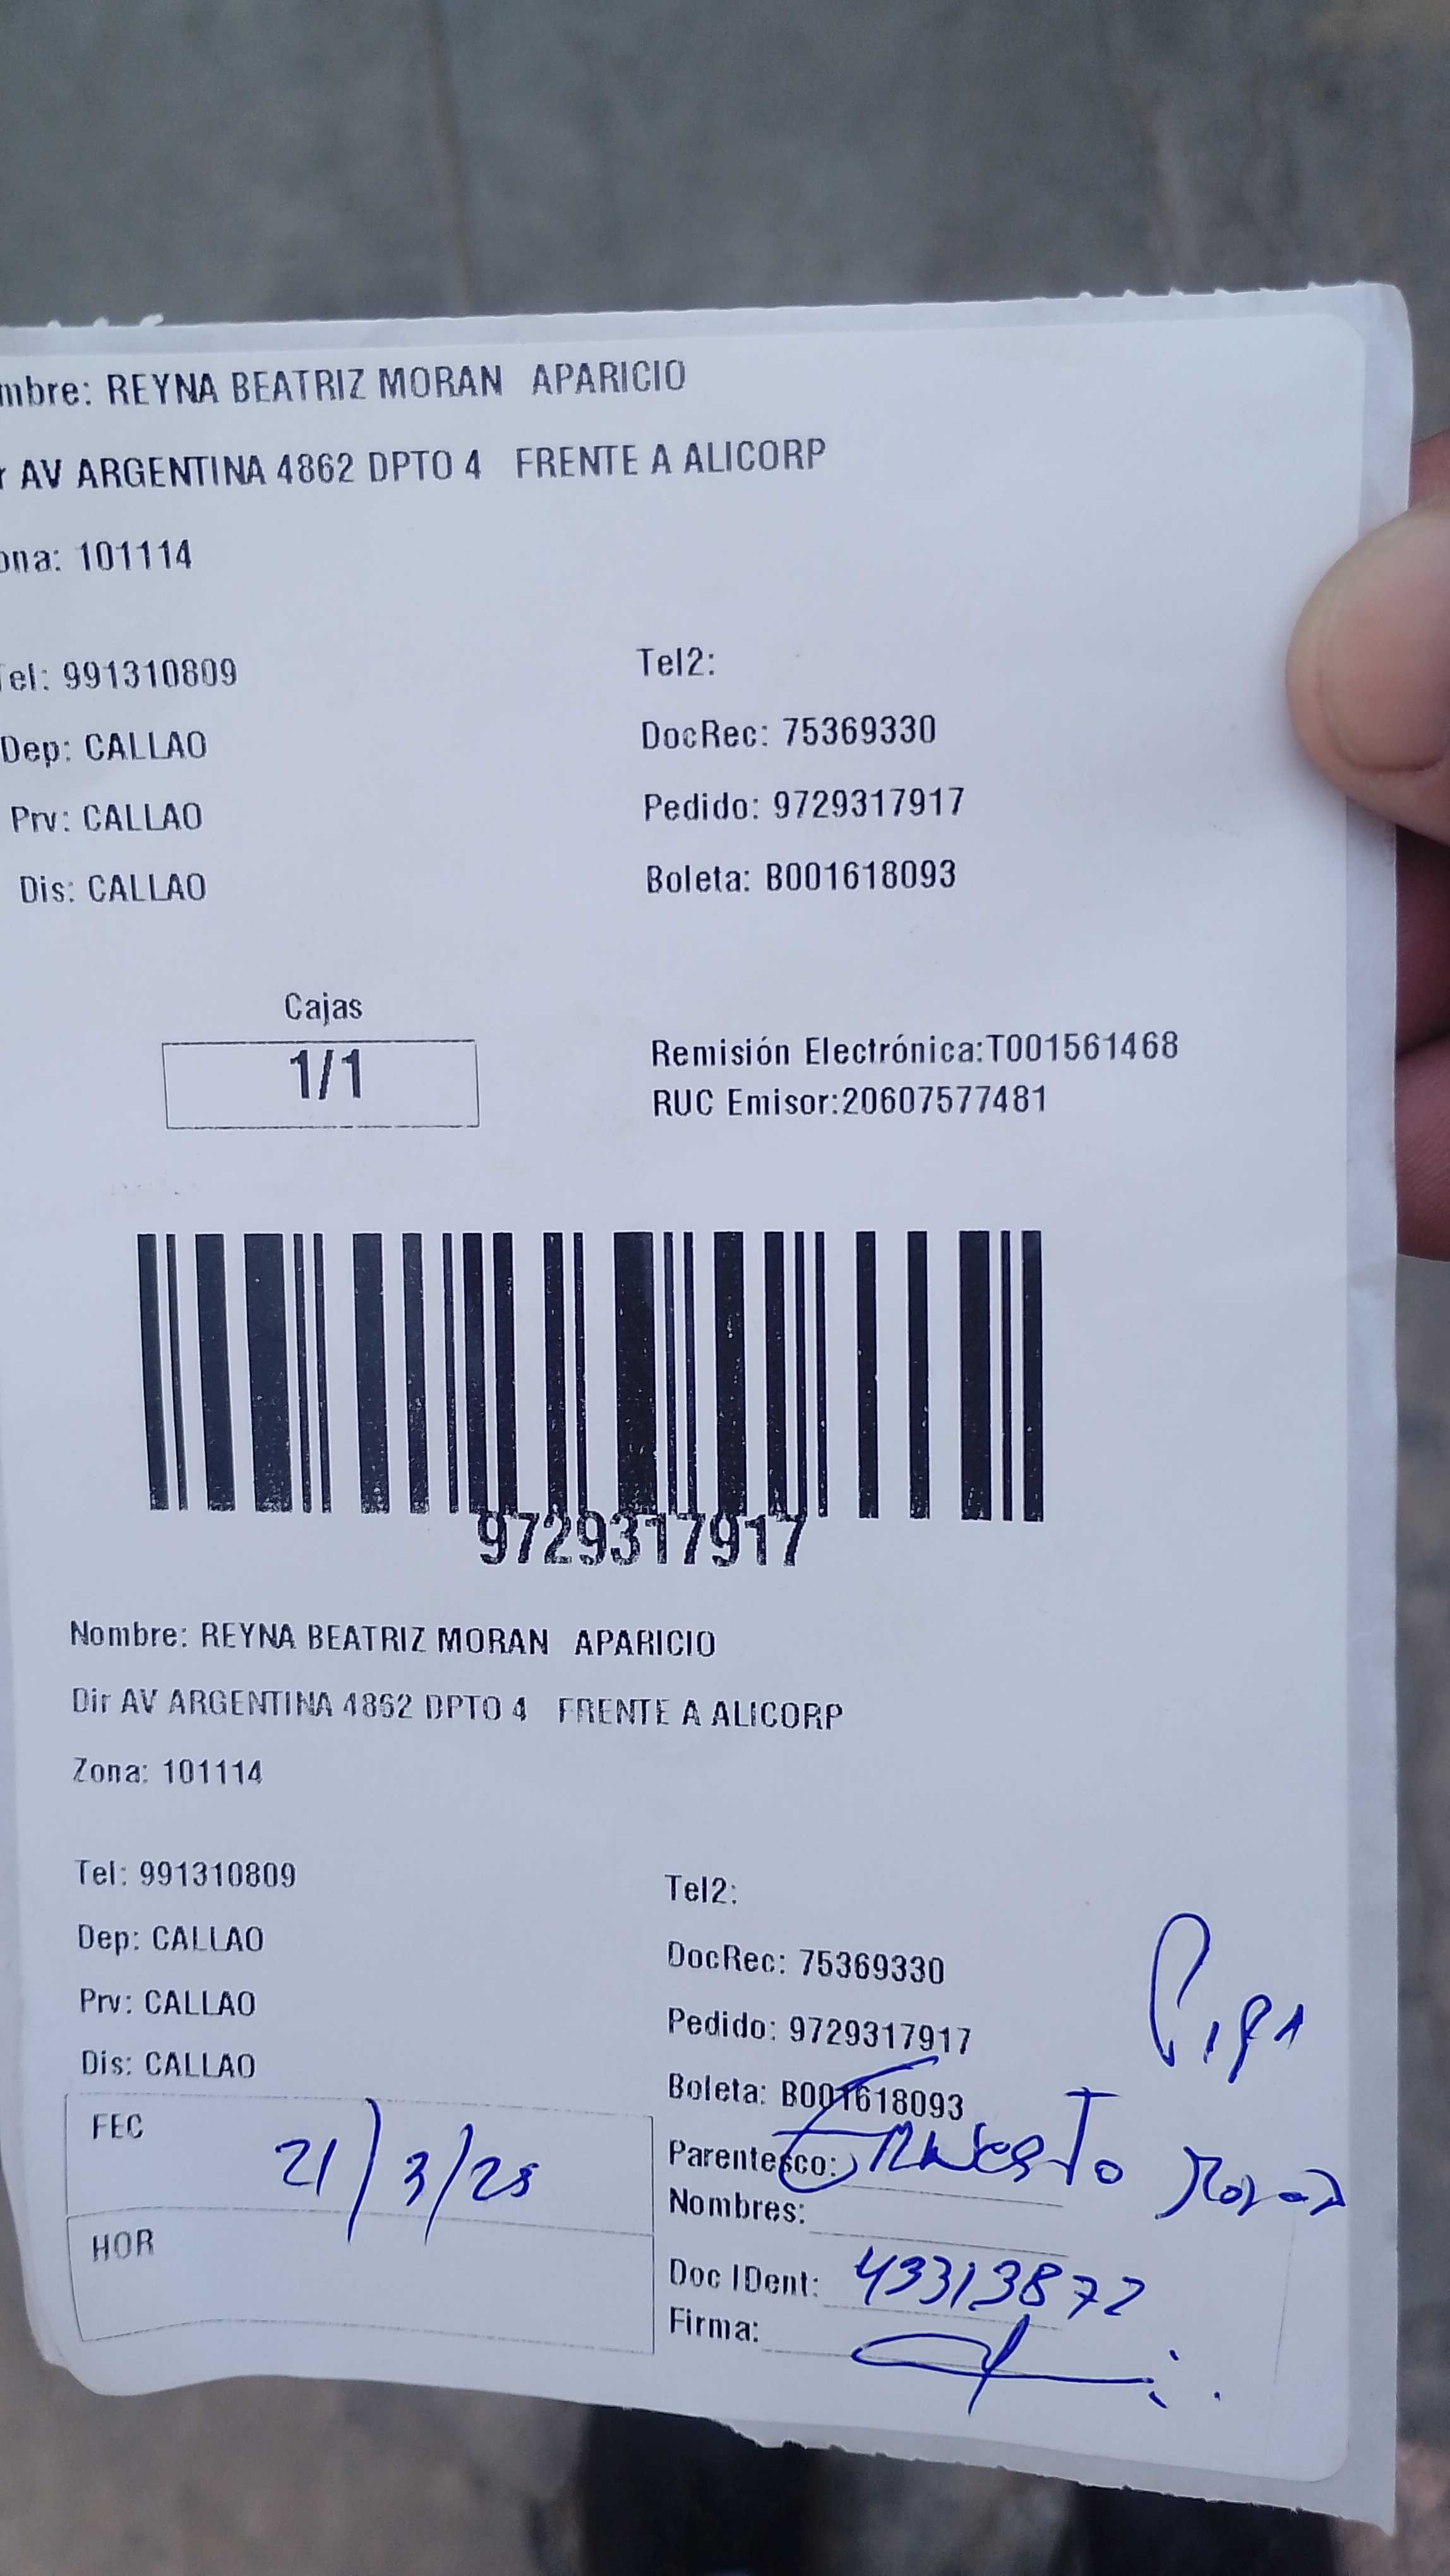 mbre: REYNA BEATRIZ MORAN APARICIO
r AV ARGENTINA 4862 DPTO 4 FRENTE A ALICORP
ona: 101114
Tel: 991310809
Tel2:
Dep: CALLAO
DocRec: 75369330
Prv: CALLAO
Pedido: 9729317917
Dis: CALLAO
Boleta: B001618093
Cajas
1/1
Remisión Electrónica:T001561468
RUC Emisor:20607577481
9729317917
Nombre: REYNA BEATRIZ MORAN APARICIO
Dir AV ARGENTINA 4862 DPTO 4 FRENTE A ALICORP
Zona: 101114
Tel: 991310809
Tel2:
Dep: CALLAO
DocRec: 75369330
Prv: CALLAO
Pedido: 9729317917
Dis: CALLAO
Boleta: B001618093
FEC 21/3/25
Parentesco: Ernesto Moran
Nombres:
HOR
Doc IDent: 43313872
Firma: